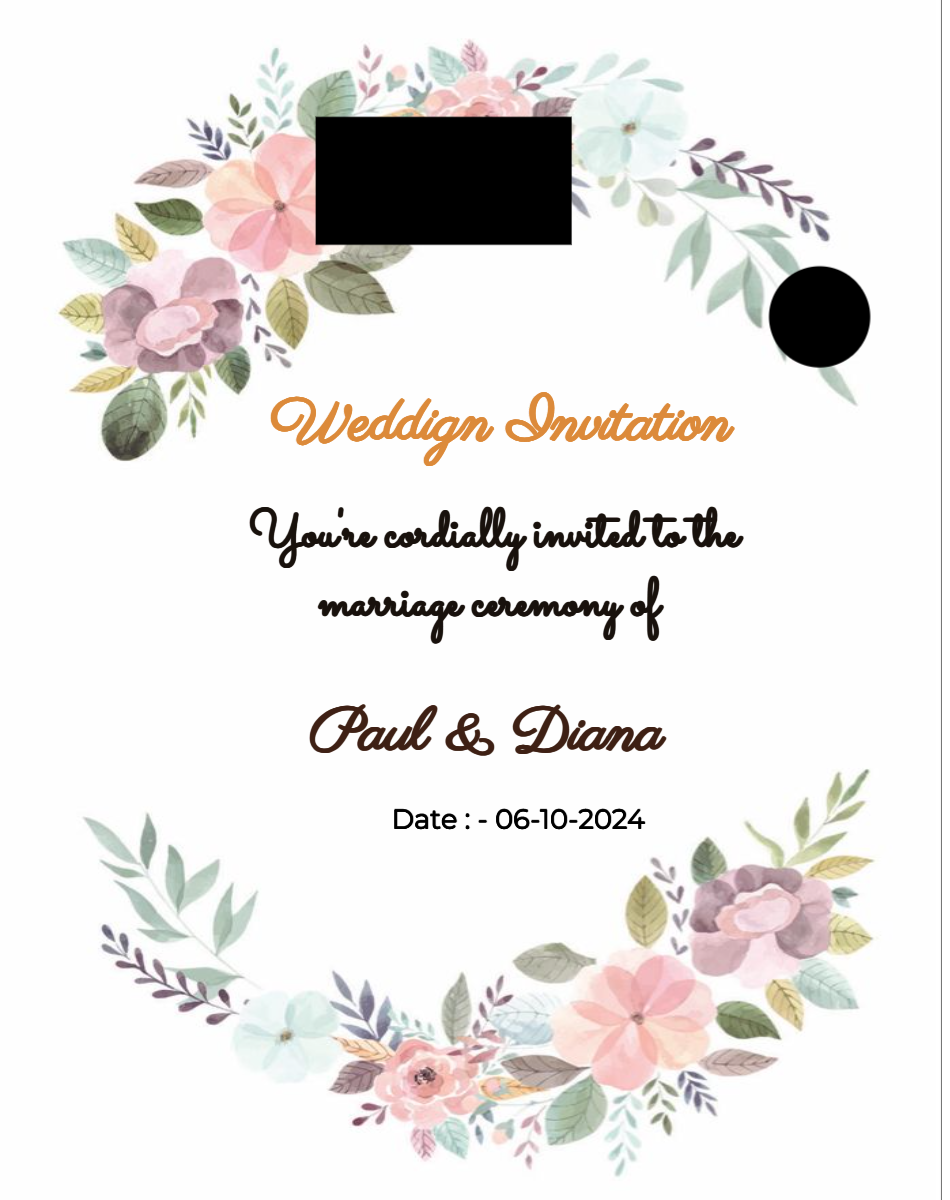 Weddign Invitation
You're cordially invited to the
marriage ceremony of
Paul & Diana
Date : - 06-10-2024